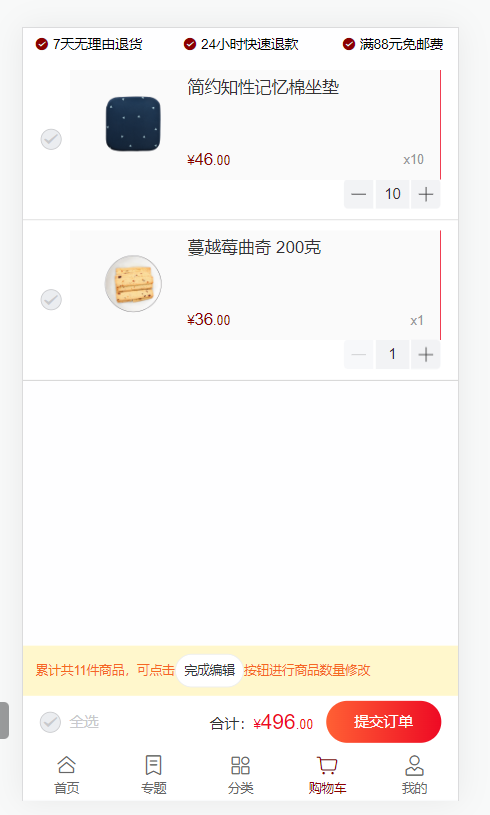 7天无理由退货 24小时快速退款 满88元免邮费
简约知性记忆棉坐垫
¥46.00 x10
10
蔓越莓曲奇 200克
¥36.00 x1
1
累计共11件商品，可点击 完成编辑 按钮进行商品数量修改
全选 合计：¥496.00 提交订单
首页 专题 分类 购物车 我的